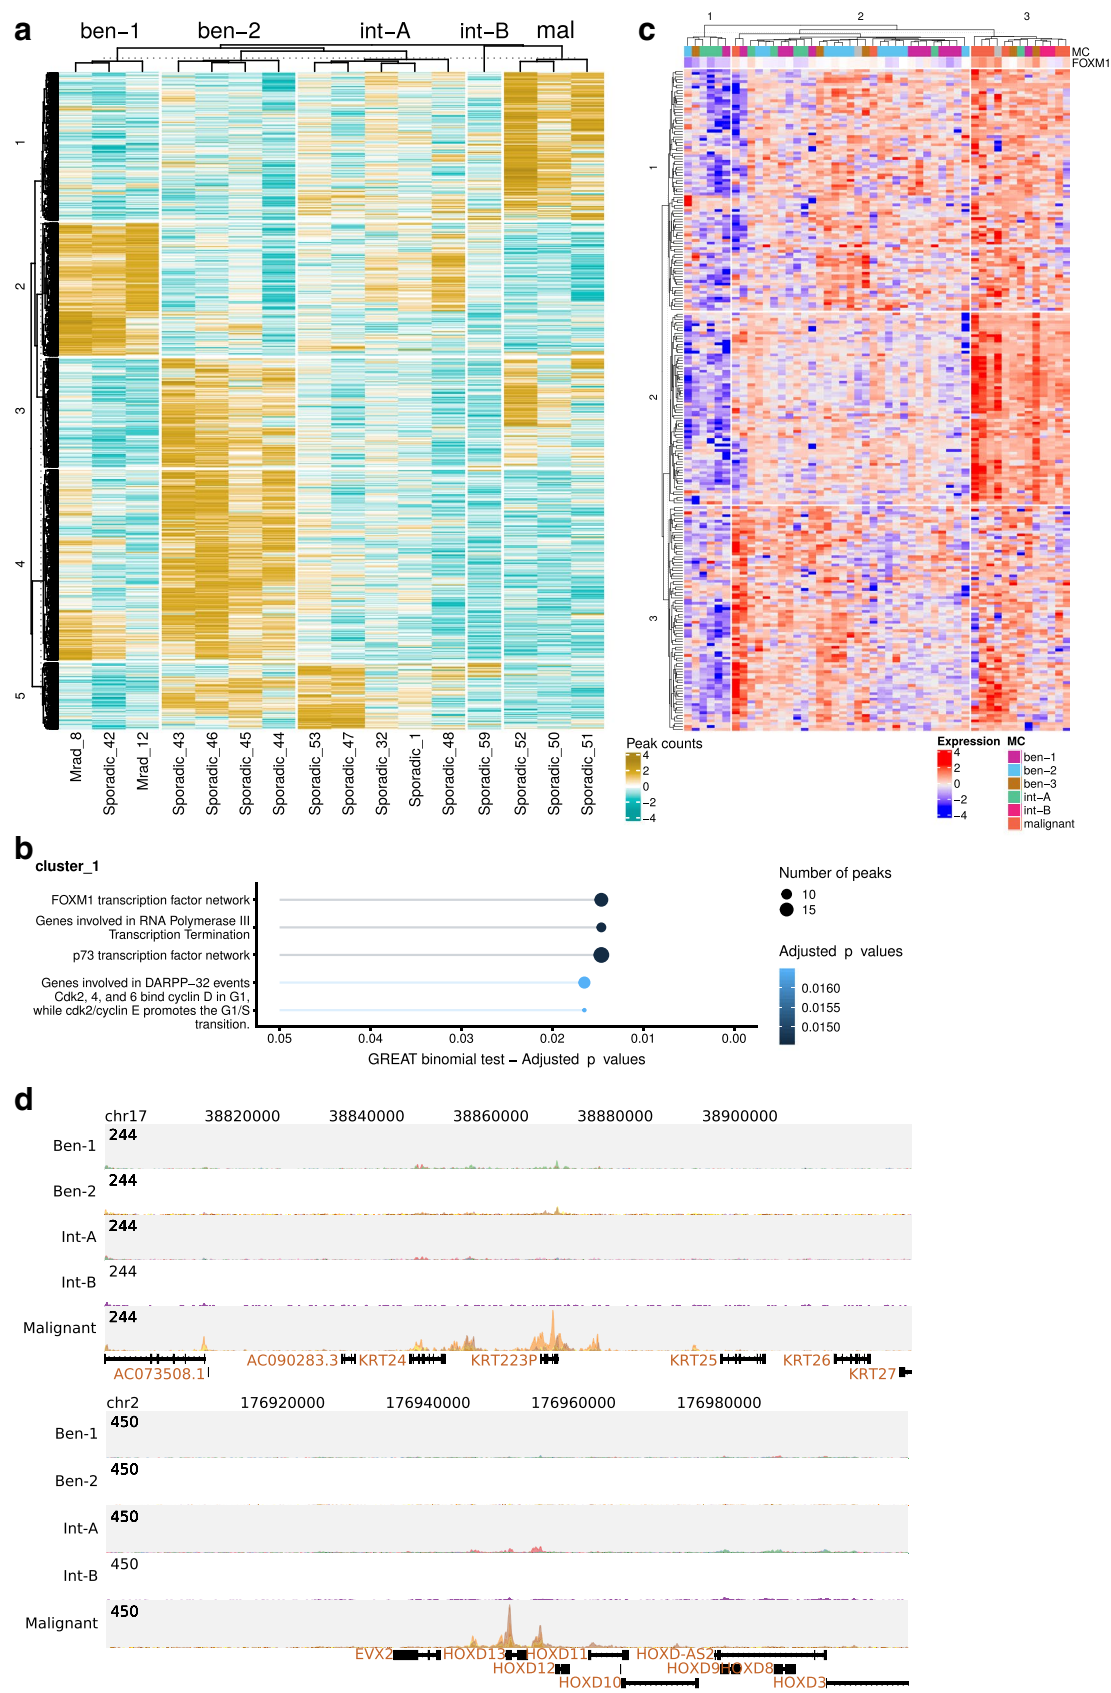 a
ben−1 ben−2 int−A int−B mal
1
2
3
4
5
Mrad_8
Sporadic_42
Mrad_12
Sporadic_43
Sporadic_46
Sporadic_45
Sporadic_44
Sporadic_53
Sporadic_47
Sporadic_32
Sporadic_1
Sporadic_48
Sporadic_59
Sporadic_52
Sporadic_50
Sporadic_51
Peak counts
4
2
0
−2
−4
c
1 2 3
MC
FOXM1
1
2
3
Expression
4
2
0
−2
−4
MC
ben−1
ben−2
ben−3
int−A
int−B
malignant
b
cluster_1
FOXM1 transcription factor network
Genes involved in RNA Polymerase III
Transcription Termination
p73 transcription factor network
Genes involved in DARPP−32 events
Cdk2, 4, and 6 bind cyclin D in G1,
while cdk2/cyclin E promotes the G1/S
transition.
0.05 0.04 0.03 0.02 0.01 0.00
GREAT binomial test – Adjusted p values
Number of peaks
10
15
Adjusted p values
0.0160
0.0155
0.0150
d
chr17 38820000 38840000 38860000 38880000 38900000
Ben-1 244
Ben-2 244
Int-A 244
Int-B 244
Malignant 244
AC090283.3 KRT24 KRT223P KRT25 KRT26
AC073508.1 KRT27
chr2 176920000 176940000 176960000 176980000
Ben-1 450
Ben-2 450
Int-A 450
Int-B 450
Malignant 450
EVX2 HOXD13 HOXD11 HOXD-AS2
HOXD12 HOXD9 HOXD8
HOXD10 HOXD3